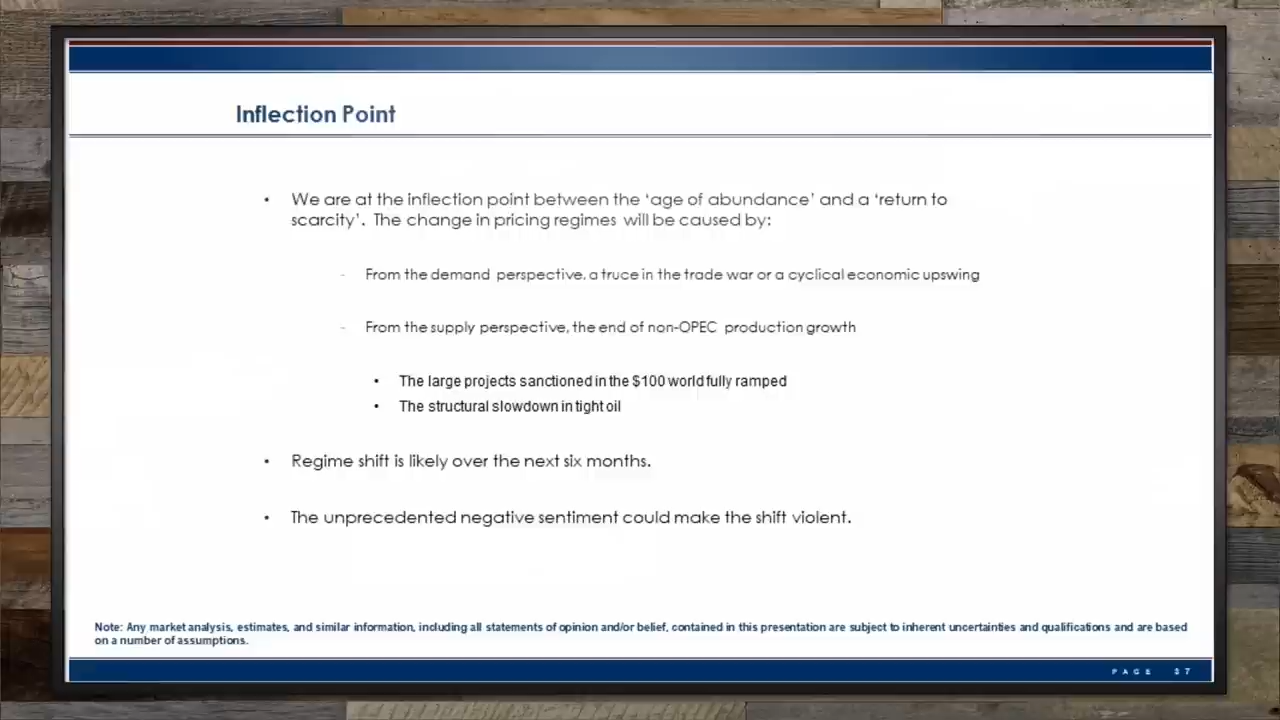 Inflection Point
• We are at the inflection point between the ‘age of abundance’ and a ‘return to
scarcity’. The change in pricing regimes will be caused by:
- From the demand perspective, a truce in the trade war or a cyclical economic upswing
- From the supply perspective, the end of non-OPEC production growth
• The large projects sanctioned in the $100 world fully ramped
• The structural slowdown in tight oil
• Regime shift is likely over the next six months.
• The unprecedented negative sentiment could make the shift violent.
Note: Any market analysis, estimates, and similar information, including all statements of opinion and/or belief, contained in this presentation are subject to inherent uncertainties and qualifications and are based
on a number of assumptions.
PAGE 37